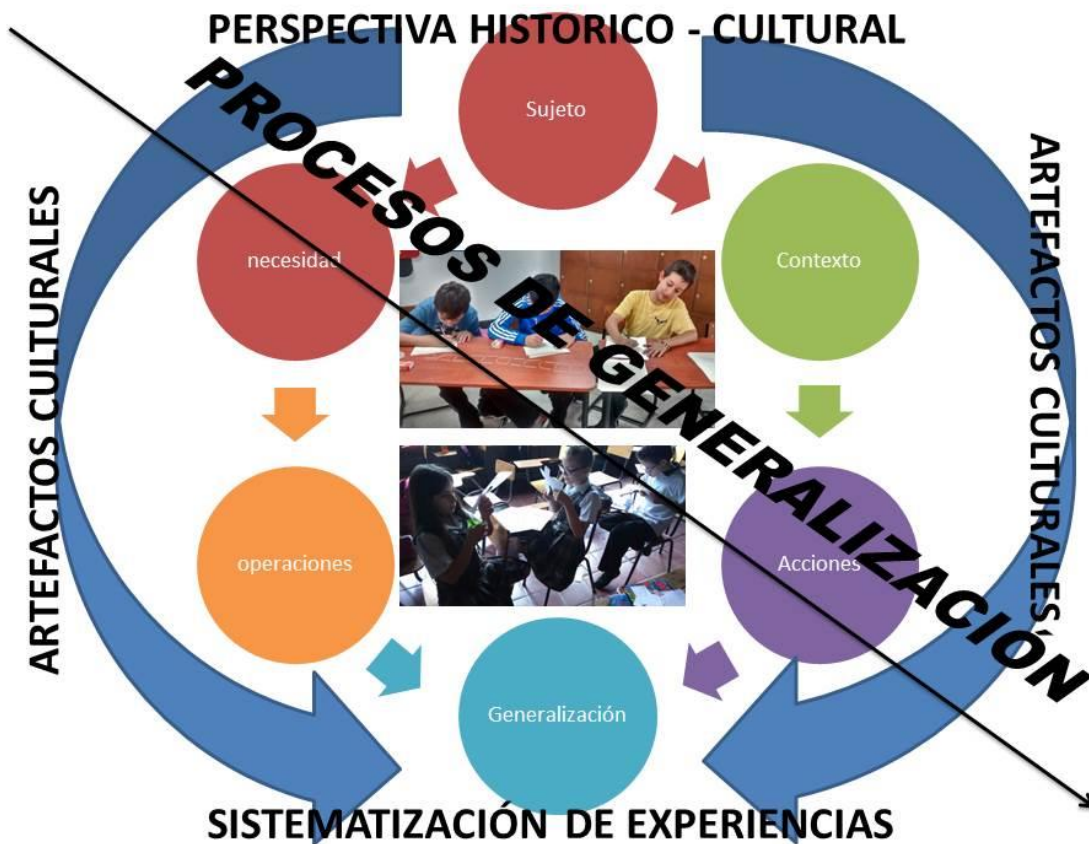 PERSPECTIVA HISTORICO - CULTURAL
PROCESOS DE GENERALIZACIÓN
Sujeto
necesidad
Contexto
ARTEFACTOS CULTURALES
ARTEFACTOS CULTURALES
operaciones
Acciones
Generalización
SISTEMATIZACIÓN DE EXPERIENCIAS